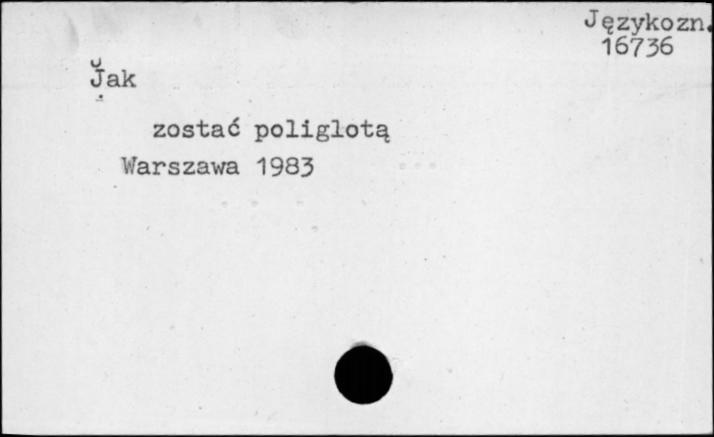 Językozn.
16736
Jak
zostać poliglotą
Warszawa 1983